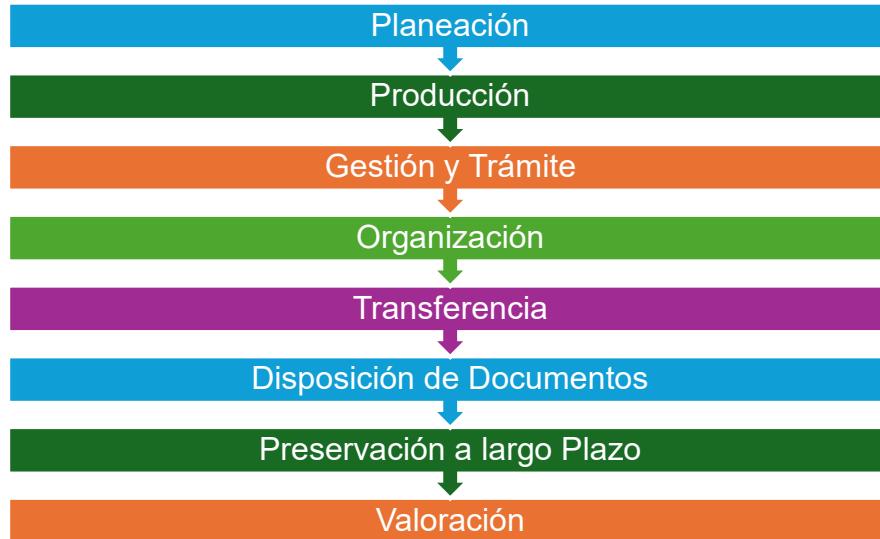 Planeación
Producción
Gestión y Trámite
Organización
Transferencia
Disposición de Documentos
Preservación a largo Plazo
Valoración